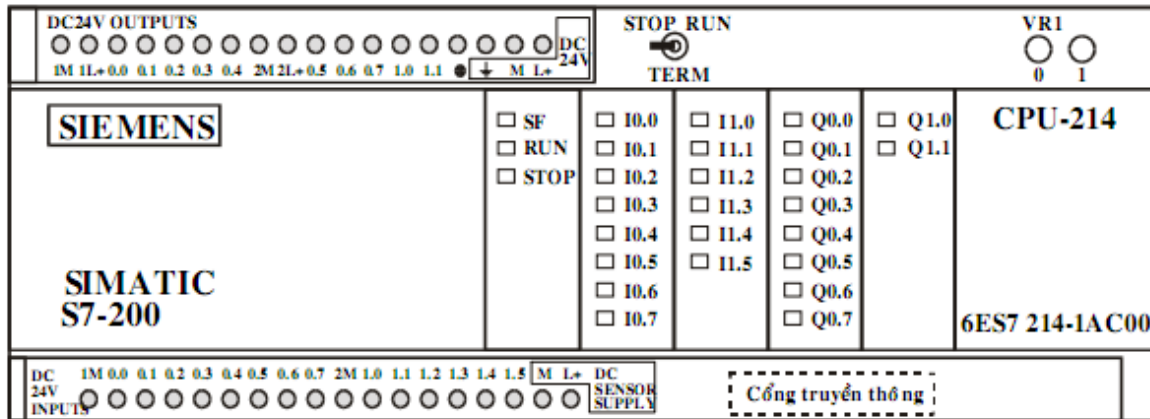 DC24V OUTPUTS
1M 1L+ 0.0 0.1 0.2 0.3 0.4 2M 2L+ 0.5 0.6 0.7 1.0 1.1 M L+
DC
24V
STOP RUN
TERM
VR1
0 1
SIEMENS
SIMATIC
S7-200
SF
RUN
STOP
I0.0
I0.1
I0.2
I0.3
I0.4
I0.5
I0.6
I0.7
I1.0
I1.1
I1.2
I1.3
I1.4
I1.5
Q0.0
Q0.1
Q0.2
Q0.3
Q0.4
Q0.5
Q0.6
Q0.7
Q1.0
Q1.1
CPU-214
6ES7 214-1AC00
DC
24V
INPUTS
1M 0.0 0.1 0.2 0.3 0.4 0.5 0.6 0.7 2M 1.0 1.1 1.2 1.3 1.4 1.5 M L+
DC
SENSOR
SUPPLY
Cổng truyền thông